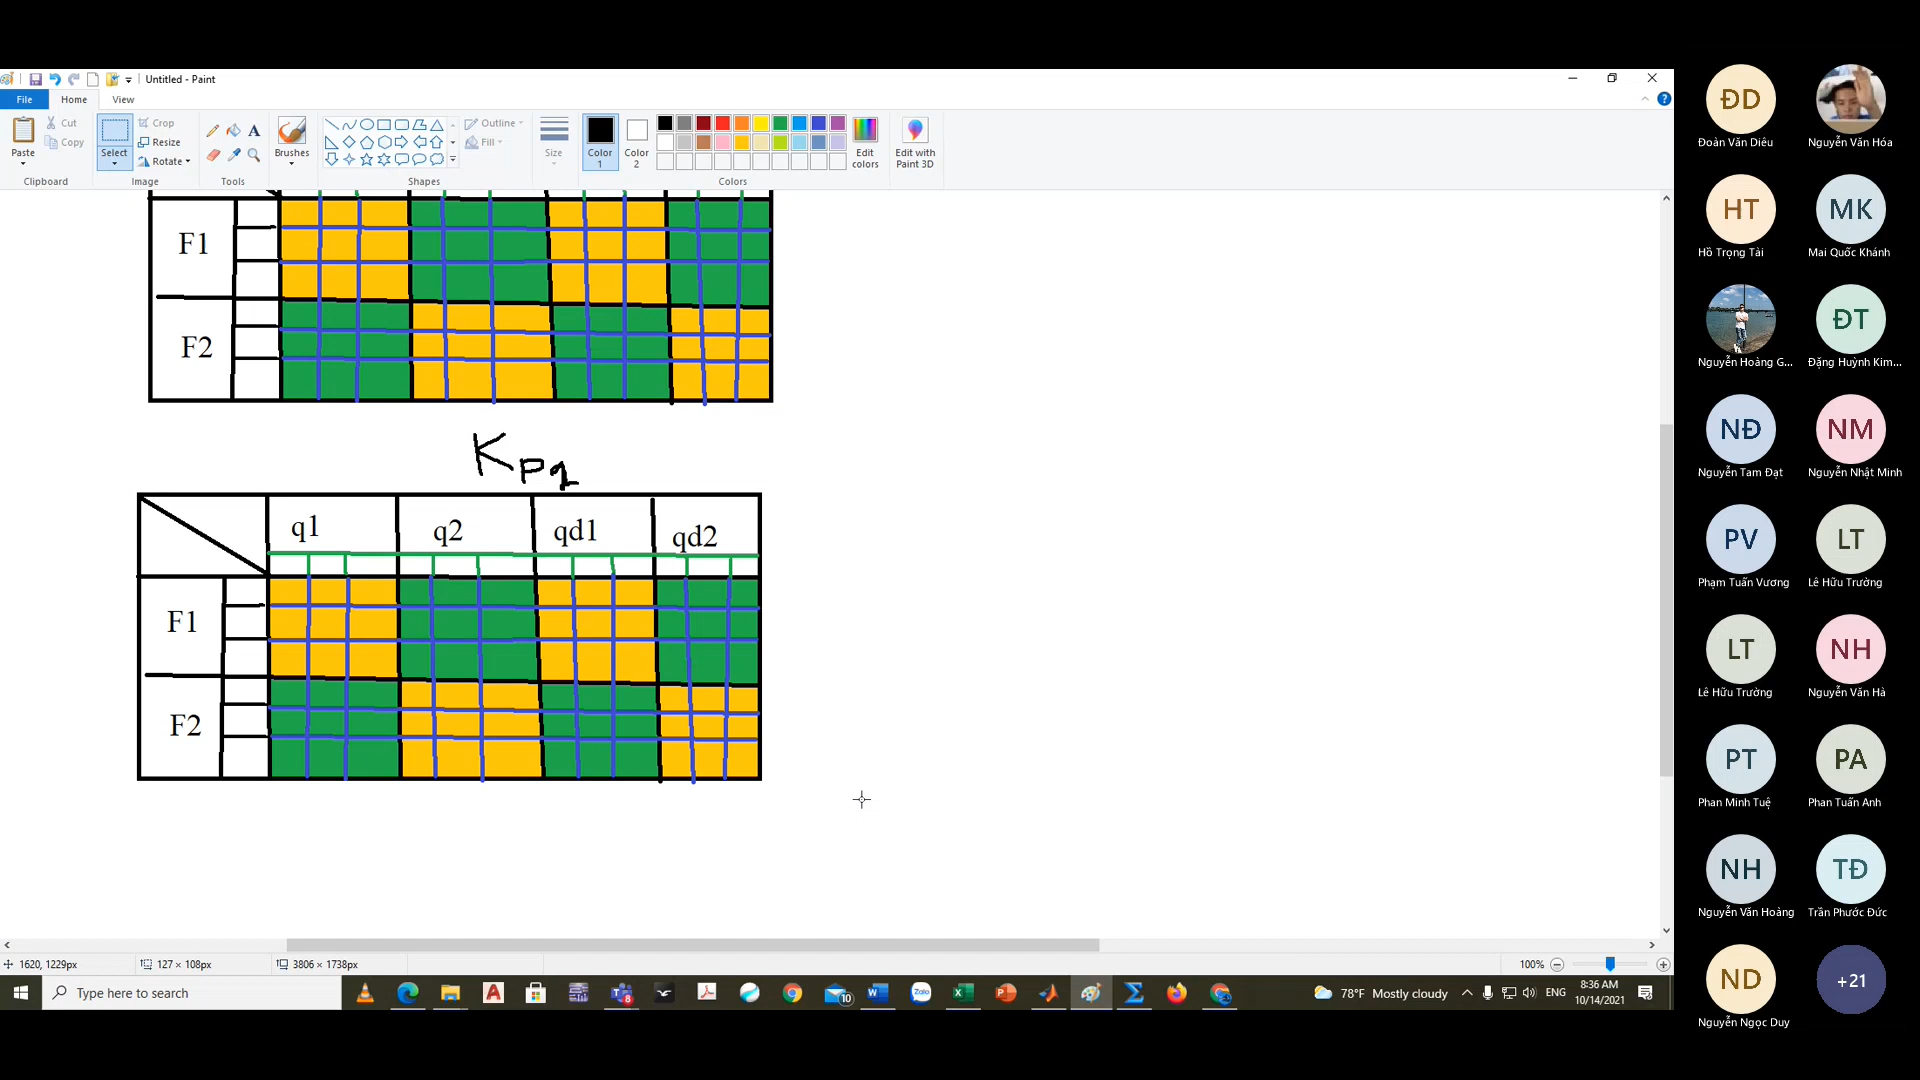 Untitled - Paint
File Home View
Paste
Cut
Copy
Clipboard
Select
Crop
Resize
Rotate
Image
Tools
Brushes
Outline
Fill
Shapes
Size
Color 1
Color 2
Edit colors
Colors
Edit with Paint 3D
F1
F2
Kpq
q1 q2 qd1 qd2
F1
F2
1620, 1229px 127 × 108px 3806 × 1738px 100%
Type here to search
8
10
Zalo
78°F Mostly cloudy
ENG
8:36 AM
10/14/2021
ĐD
Đoàn Văn Diêu Nguyễn Văn Hóa
HT MK
Hồ Trọng Tài Mai Quốc Khánh
ĐT
Nguyễn Hoàng G... Đặng Huỳnh Kim...
NĐ NM
Nguyễn Tam Đạt Nguyễn Nhật Minh
PV LT
Phạm Tuấn Vương Lê Hữu Trường
LT NH
Lê Hữu Trường Nguyễn Văn Hà
PT PA
Phan Minh Tuệ Phan Tuấn Anh
NH TĐ
Nguyễn Văn Hoàng Trần Phước Đức
ND +21
Nguyễn Ngọc Duy